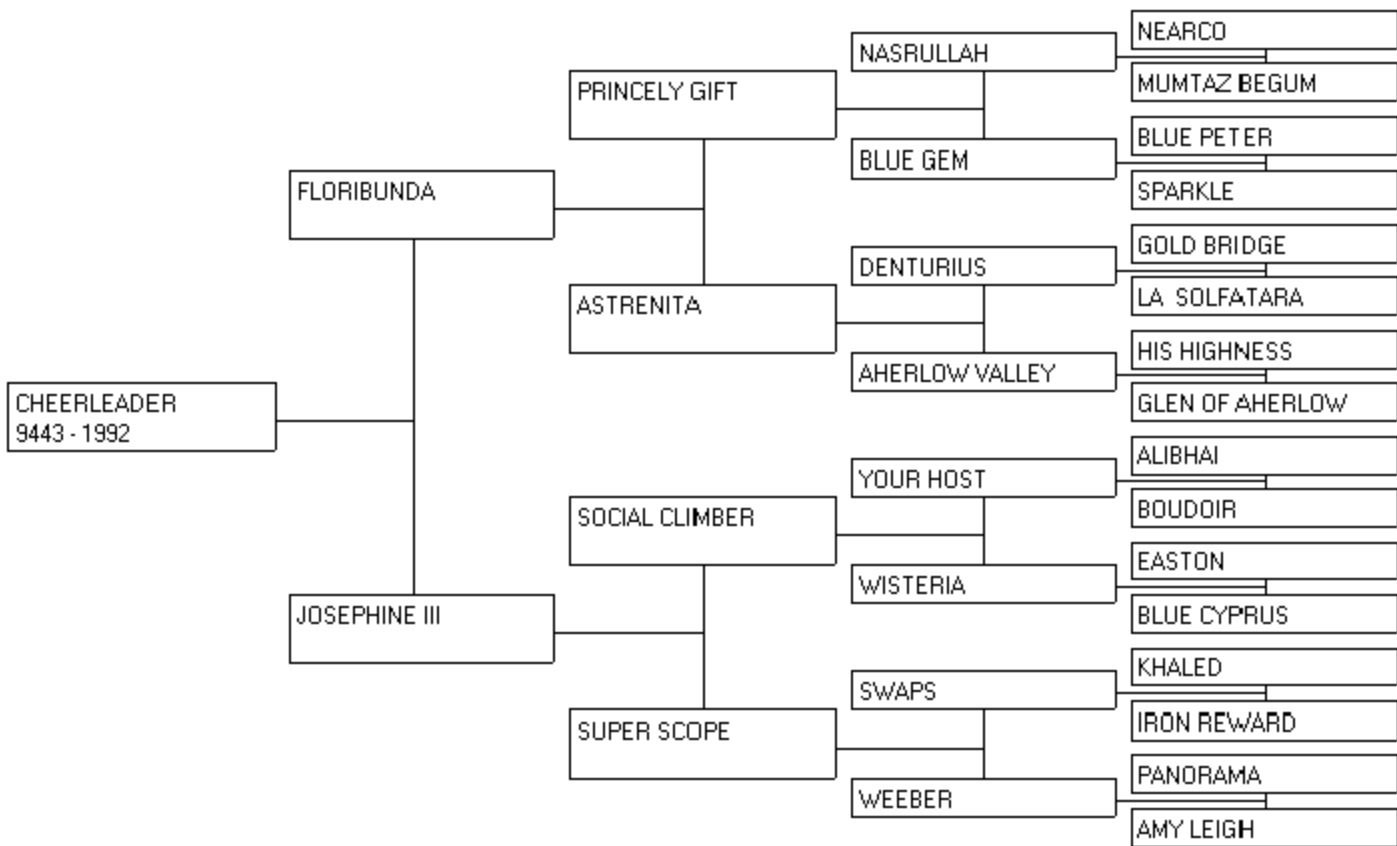 NEARCO
NASRULLAH
MUMTAZ BEGUM
PRINCELY GIFT
BLUE PETER
BLUE GEM
SPARKLE
FLORIBUNDA
GOLD BRIDGE
DENTURIUS
LA SOLFATARA
ASTRENITA
HIS HIGHNESS
AHERLOW VALLEY
GLEN OF AHERLOW
CHEERLEADER
9443 - 1992
ALIBHAI
YOUR HOST
BOUDOIR
SOCIAL CLIMBER
EASTON
WISTERIA
BLUE CYPRUS
JOSEPHINE III
KHALED
SWAPS
IRON REWARD
SUPER SCOPE
PANORAMA
WEEBER
AMY LEIGH